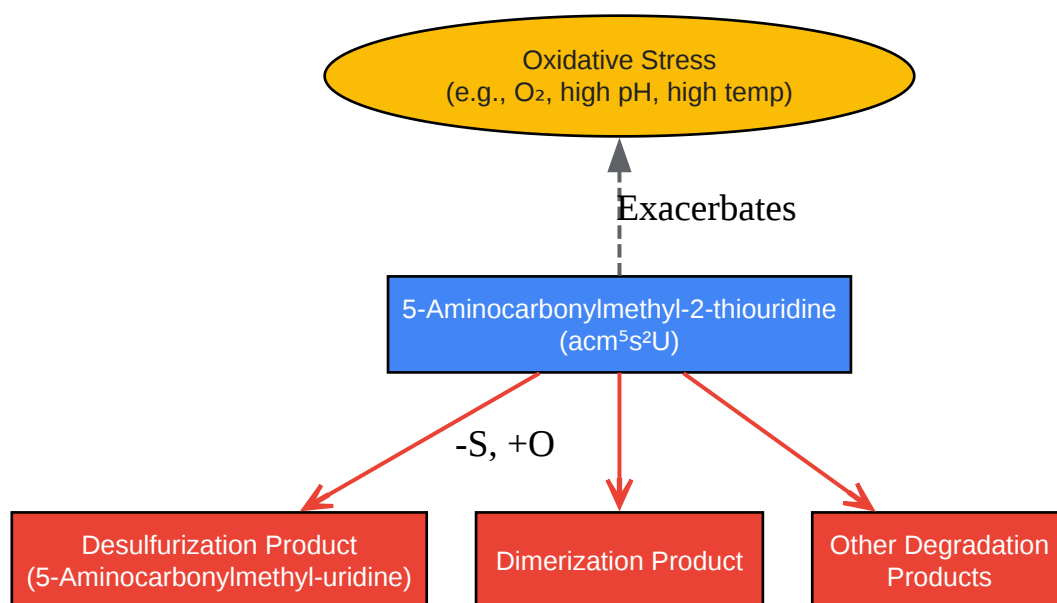 Oxidative Stress
(e.g., O₂, high pH, high temp)
Exacerbates
5-Aminocarbonylmethyl-2-thiouridine
(acm⁵s²U)
-S, +O
Desulfurization Product
(5-Aminocarbonylmethyl-uridine)
Dimerization Product
Other Degradation
Products